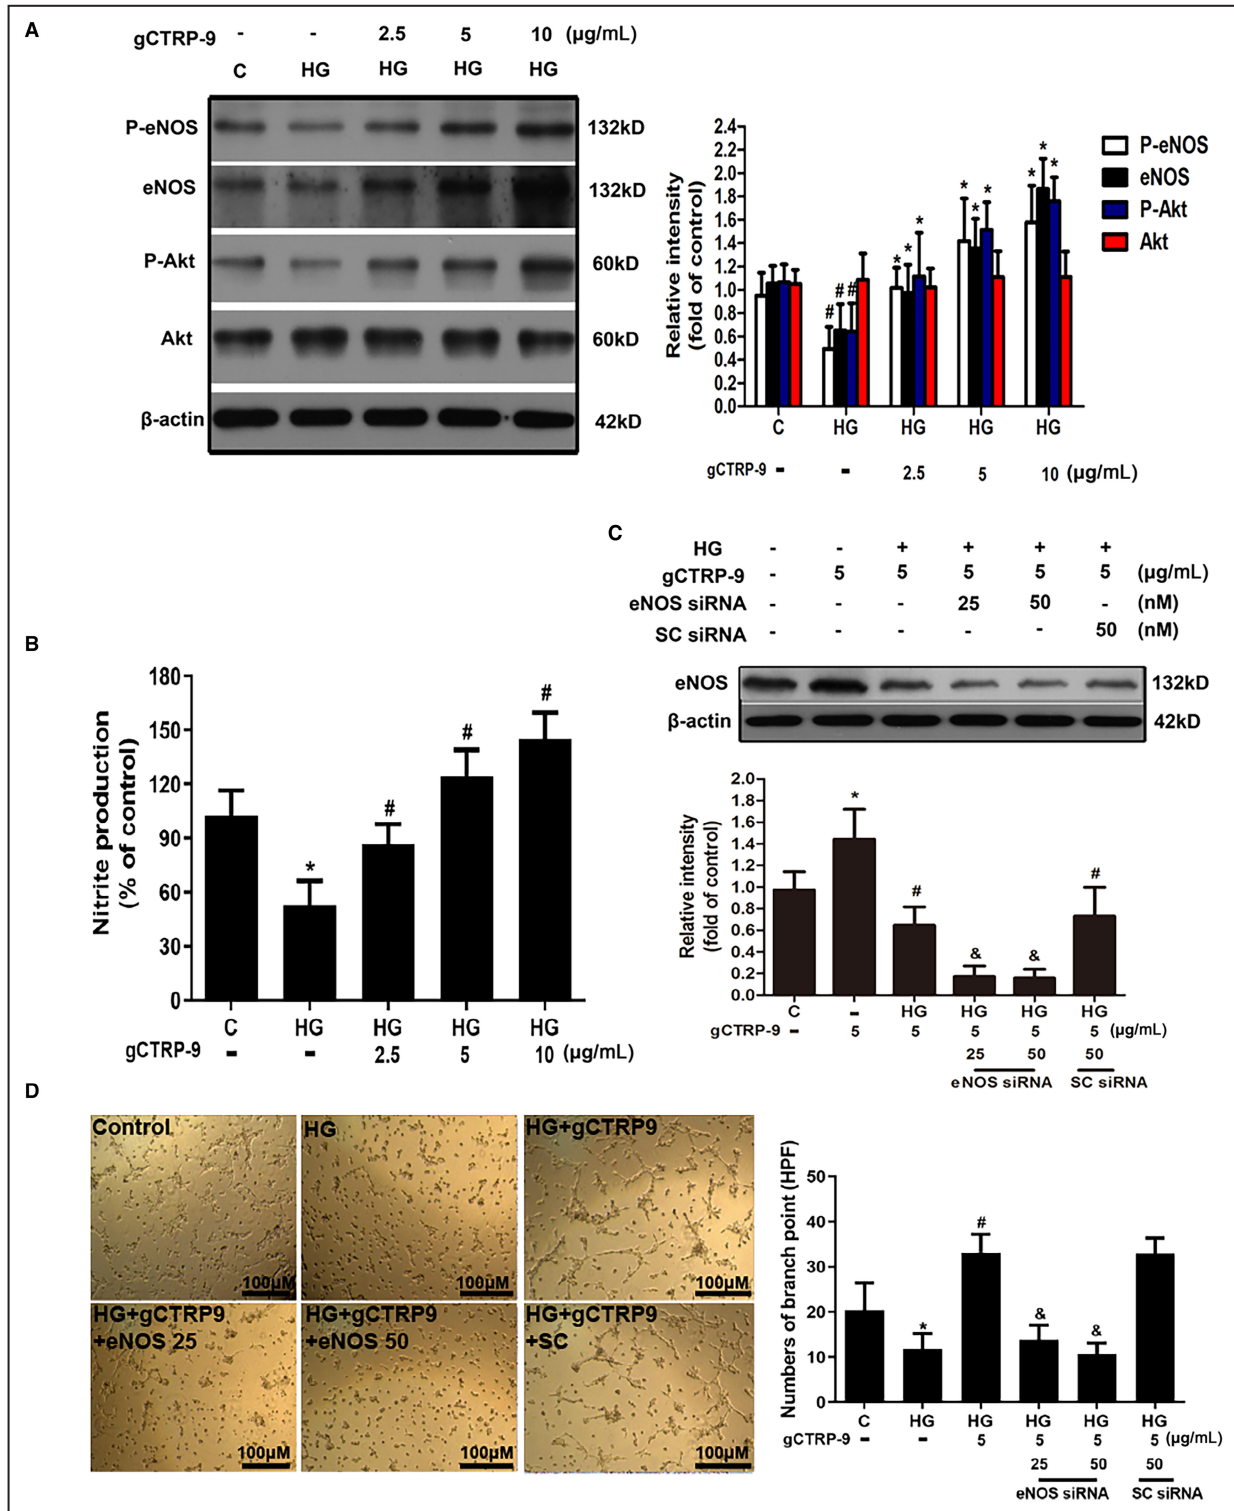 A
gCTRP-9 - - 2.5 5 10 (µg/mL)
C HG HG HG HG
P-eNOS 132kD
eNOS 132kD
P-Akt 60kD
Akt 60kD
β-actin 42kD
Relative intensity
(fold of control)
2.4
2.2
2.0
1.8
1.6
1.4
1.2
1.0
0.8
0.6
0.4
0.2
0.0
# # #
* * *
* * *
* * *
P-eNOS
eNOS
P-Akt
Akt
C HG HG HG HG
gCTRP-9 - - 2.5 5 10 (µg/mL)
B
Nitrite production
(% of control)
180
150
120
90
60
30
0
* # # #
C HG HG HG HG
gCTRP-9 - - 2.5 5 10 (µg/mL)
C
HG - - + + + +
gCTRP-9 - 5 5 5 5 5 (µg/mL)
eNOS siRNA - - - 25 50 - (nM)
SC siRNA - - - - - 50 (nM)
eNOS 132kD
β-actin 42kD
Relative intensity
(fold of control)
2.0
1.8
1.6
1.4
1.2
1.0
0.8
0.6
0.4
0.2
0.0
* # & & #
C - HG HG HG HG
gCTRP-9 - 5 5 5 5 5 (µg/mL)
25 50 50
eNOS siRNA SC siRNA
D
Control
100µM
HG
100µM
HG+gCTRP9
100µM
HG+gCTRP9
+eNOS 25
100µM
HG+gCTRP9
+eNOS 50
100µM
HG+gCTRP9
+SC
100µM
Numbers of branch point (HPF)
50
40
30
20
10
0
* # & &
C HG HG HG HG HG
gCTRP-9 - - 5 5 5 5 (µg/mL)
25 50 50
eNOS siRNA SC siRNA